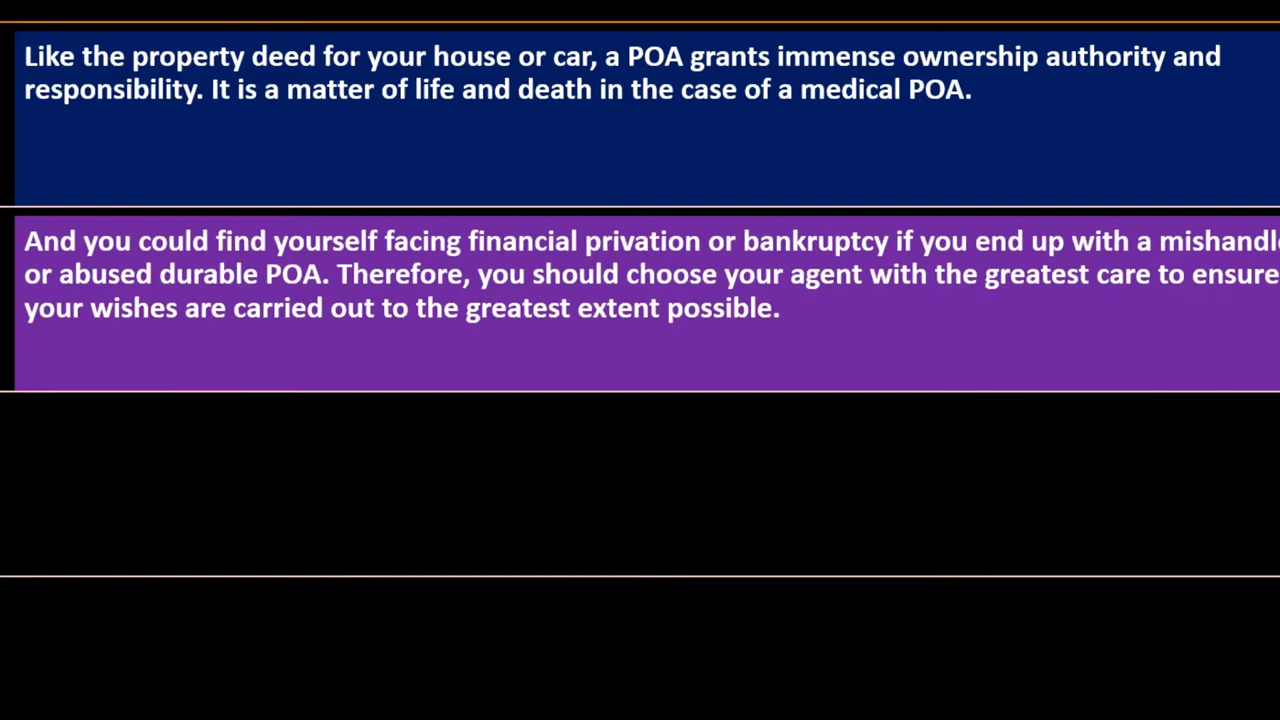 Like the property deed for your house or car, a POA grants immense ownership authority and
responsibility. It is a matter of life and death in the case of a medical POA.
And you could find yourself facing financial privation or bankruptcy if you end up with a
or abused durable POA. Therefore, you should choose your agent with the greatest care to ensure
your wishes are carried out to the greatest extent possible.